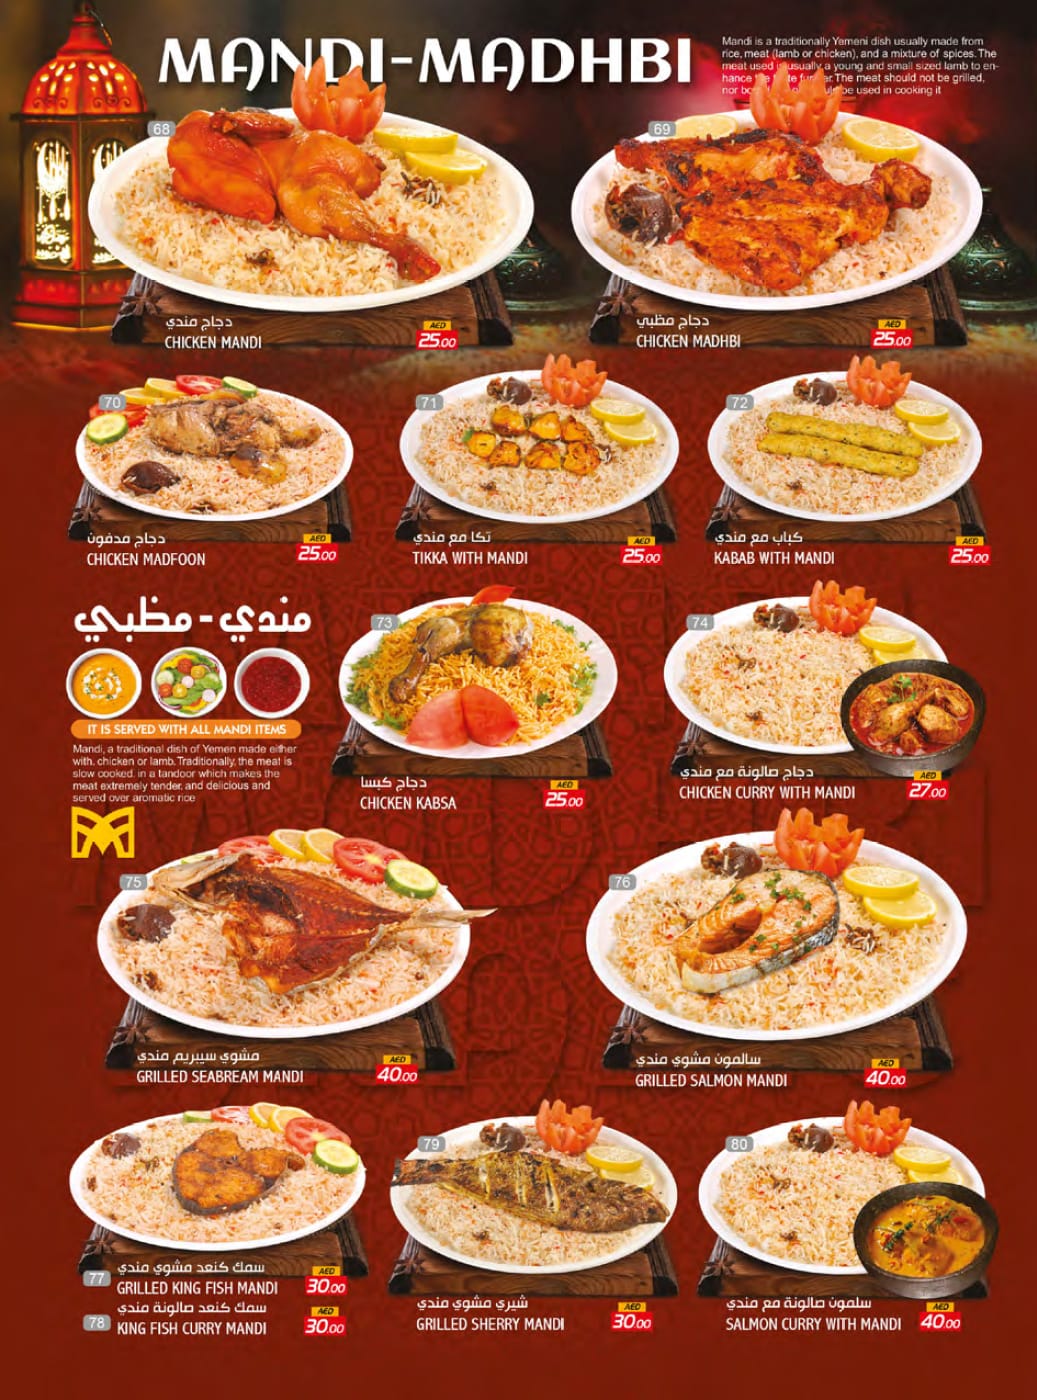 MANDI-MADHBI
Mandi is a traditionally Yemeni dish usually made from
rice, meat (lamb or chicken), and a mixture of spices. The
meat used is usually a young and small sized lamb to en-
hance the taste further. The meat should not be grilled,
be used in cooking it
68
دجاج مندي
CHICKEN MANDI
AED
25.00
69
دجاج مظبي
CHICKEN MADHBI
AED
25.00
70
دجاج مدفون
CHICKEN MADFOON
AED
25.00
71
تكا مع مندي
TIKKA WITH MANDI
AED
25.00
72
كباب مع مندي
KABAB WITH MANDI
AED
25.00
مندي - مظبي
IT IS SERVED WITH ALL MANDI ITEMS
Mandi, a traditional dish of Yemen made either
with, chicken or lamb. Traditionally, the meat is
slow cooked, in a tandoor which makes the
meat extremely tender, and delicious and
served over aromatic rice
73
دجاج كبسا
CHICKEN KABSA
AED
25.00
74
دجاج صالونة مع مندي
CHICKEN CURRY WITH MANDI
AED
27.00
75
مشوي سيبريم مندي
GRILLED SEABREAM MANDI
AED
40.00
76
سالمون مشوي مندي
GRILLED SALMON MANDI
AED
40.00
77
سمك كنعد مشوي مندي
GRILLED KING FISH MANDI
AED
30.00
78
سمك كنعد صالونة مندي
KING FISH CURRY MANDI
AED
30.00
79
شيري مشوي مندي
GRILLED SHERRY MANDI
AED
30.00
80
سلمون صالونة مع مندي
SALMON CURRY WITH MANDI
AED
40.00